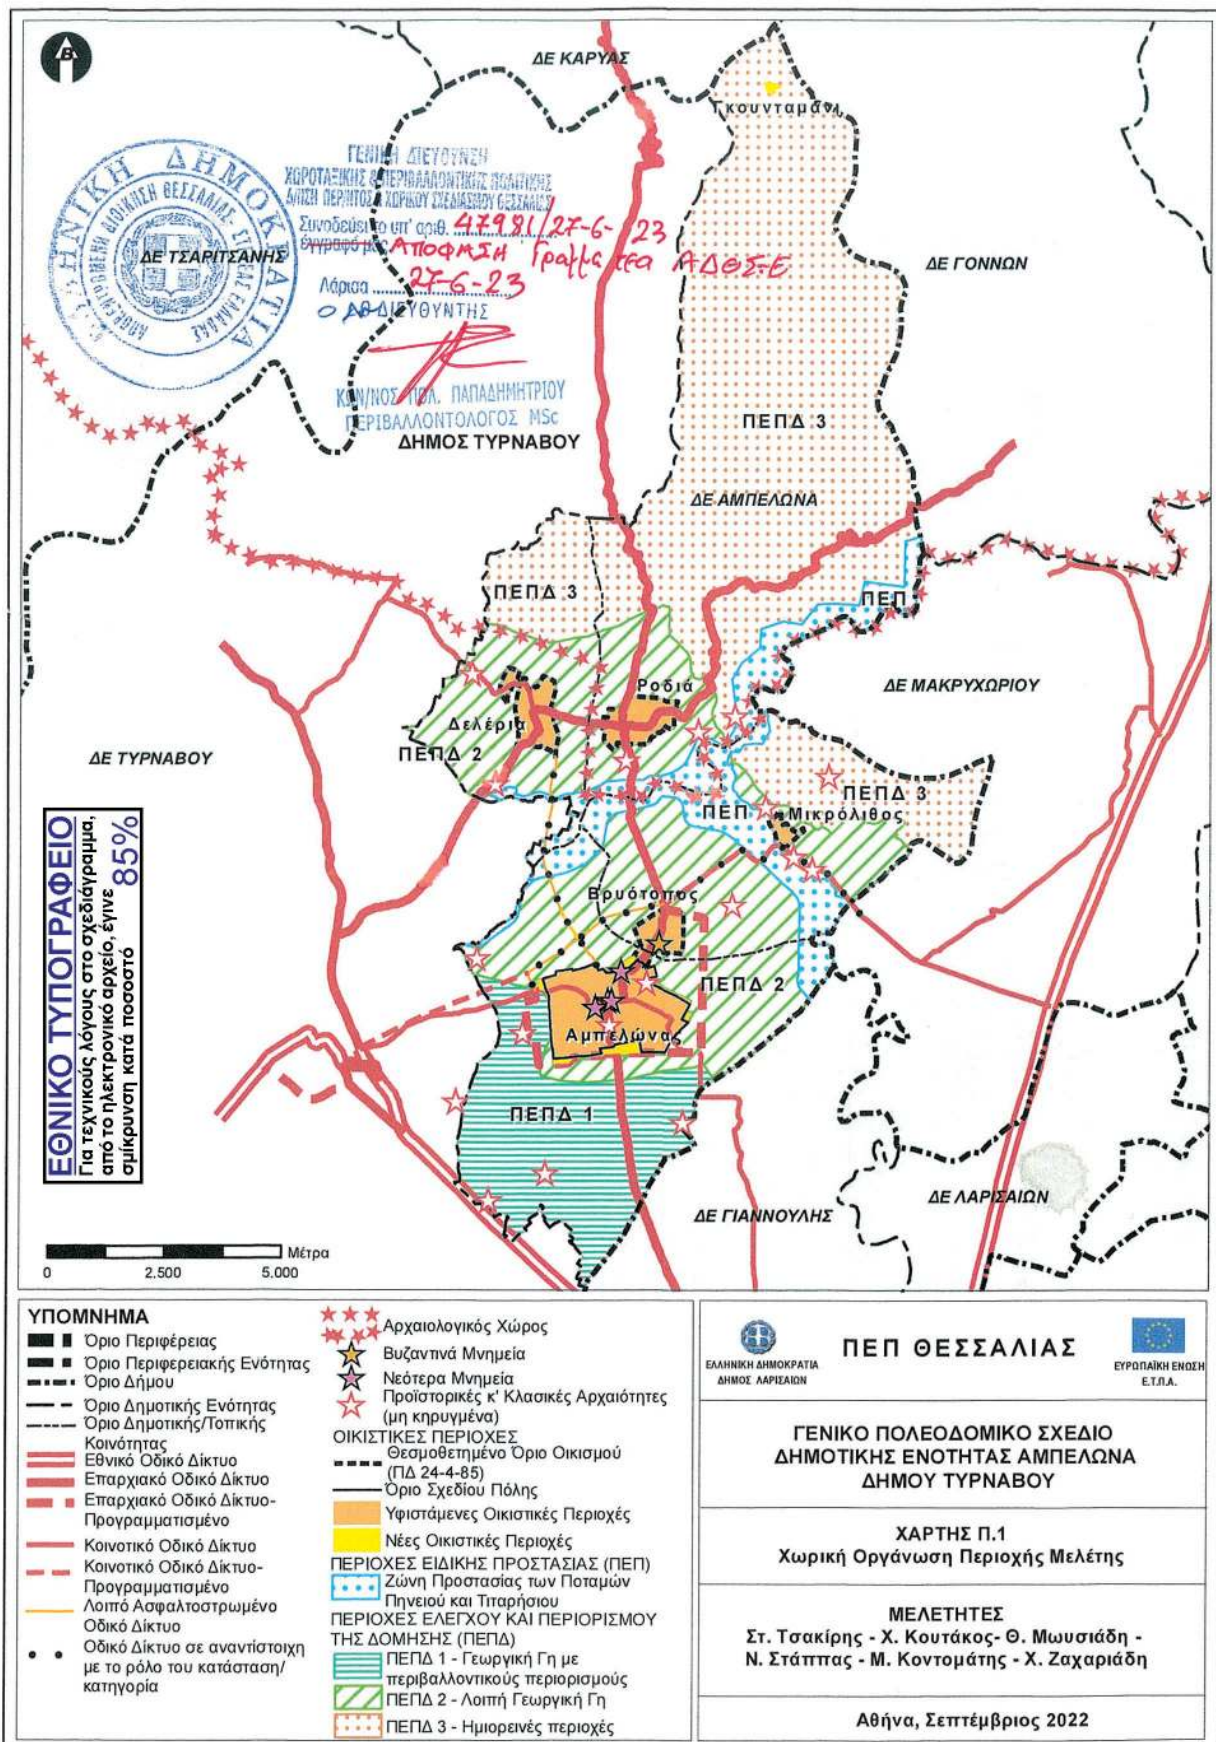 Β
ΔΕ ΚΑΡΥΑΣ
Γκουνταμάνι
ΕΛΛΗΝΙΚΗ ΔΗΜΟΚΡΑΤΙΑ
ΓΕΝΙΚΗ ΔΙΕΥΘΥΝΣΗ
ΧΩΡΟΤΑΞΙΚΗΣ & ΠΕΡΙΒΑΛΛΟΝΤΙΚΗΣ ΠΟΛΙΤΙΚΗΣ
Συνοδεύει το υπ' αριθ. 47981/27-6-23
έγγραφό μας ΑΠΟΦΑΣΗ Γραμματέα ΑΔΘΣΕ
Λάρισα 27-6-23
ΔΙΕΥΘΥΝΤΗΣ
ΚΩΝ/ΝΟΣ ΠΟΛ. ΠΑΠΑΔΗΜΗΤΡΙΟΥ
ΠΕΡΙΒΑΛΛΟΝΤΟΛΟΓΟΣ MSc
ΔΕ ΤΣΑΡΙΤΣΑΝΗΣ
ΔΕ ΓΟΝΝΩΝ
ΔΗΜΟΣ ΤΥΡΝΑΒΟΥ
ΠΕΠΔ 3
ΔΕ ΑΜΠΕΛΩΝΑ
ΠΕΠΔ 3
ΠΕΠ
Ροδιά
ΔΕ ΜΑΚΡΥΧΩΡΙΟΥ
Δελέρια
ΠΕΠΔ 2
ΔΕ ΤΥΡΝΑΒΟΥ
ΠΕΠΔ 3
ΠΕΠ
Μικρόλιθος
Βρυότοπος
ΠΕΠΔ 2
Αμπελώνας
ΠΕΠΔ 1
ΔΕ ΛΑΡΙΣΑΙΩΝ
ΔΕ ΓΙΑΝΝΟΥΛΗΣ
ΕΘΝΙΚΟ ΤΥΠΟΓΡΑΦΕΙΟ
Για τεχνικούς λόγους στο σχεδιάγραμμα,
από το ηλεκτρονικό αρχείο, έγινε
σμίκρυνση κατά ποσοστό 85%
Μέτρα
0 2.500 5.000
ΥΠΟΜΝΗΜΑ
Όριο Περιφέρειας
Όριο Περιφερειακής Ενότητας
Όριο Δήμου
Όριο Δημοτικής Ενότητας
Όριο Δημοτικής/Τοπικής
Κοινότητας
Εθνικό Οδικό Δίκτυο
Επαρχιακό Οδικό Δίκτυο
Επαρχιακό Οδικό Δίκτυο-
Προγραμματισμένο
Κοινοτικό Οδικό Δίκτυο
Κοινοτικό Οδικό Δίκτυο-
Προγραμματισμένο
Λοιπό Ασφαλτοστρωμένο
Οδικό Δίκτυο
Οδικό Δίκτυο σε αναντίστοιχη
με το ρόλο του κατάσταση/
κατηγορία
Αρχαιολογικός Χώρος
Βυζαντινά Μνημεία
Νεότερα Μνημεία
Προϊστορικές κ' Κλασικές Αρχαιότητες
(μη κηρυγμένα)
ΟΙΚΙΣΤΙΚΕΣ ΠΕΡΙΟΧΕΣ
Θεσμοθετημένο Όριο Οικισμού
(ΠΔ 24-4-85)
Όριο Σχεδίου Πόλης
Υφιστάμενες Οικιστικές Περιοχές
Νέες Οικιστικές Περιοχές
ΠΕΡΙΟΧΕΣ ΕΙΔΙΚΗΣ ΠΡΟΣΤΑΣΙΑΣ (ΠΕΠ)
Ζώνη Προστασίας των Ποταμών
Πηνειού και Τιταρήσιου
ΠΕΡΙΟΧΕΣ ΕΛΕΓΧΟΥ ΚΑΙ ΠΕΡΙΟΡΙΣΜΟΥ
ΤΗΣ ΔΟΜΗΣΗΣ (ΠΕΠΔ)
ΠΕΠΔ 1 - Γεωργική Γη με
περιβαλλοντικούς περιορισμούς
ΠΕΠΔ 2 - Λοιπή Γεωργική Γη
ΠΕΠΔ 3 - Ημιορεινές περιοχές
ΕΛΛΗΝΙΚΗ ΔΗΜΟΚΡΑΤΙΑ
ΔΗΜΟΣ ΛΑΡΙΣΑΙΩΝ
ΠΕΠ ΘΕΣΣΑΛΙΑΣ
ΕΥΡΩΠΑΪΚΗ ΕΝΩΣΗ
Ε.Τ.Π.Α.
ΓΕΝΙΚΟ ΠΟΛΕΟΔΟΜΙΚΟ ΣΧΕΔΙΟ
ΔΗΜΟΤΙΚΗΣ ΕΝΟΤΗΤΑΣ ΑΜΠΕΛΩΝΑ
ΔΗΜΟΥ ΤΥΡΝΑΒΟΥ
ΧΑΡΤΗΣ Π.1
Χωρική Οργάνωση Περιοχής Μελέτης
ΜΕΛΕΤΗΤΕΣ
Στ. Τσακίρης - Χ. Κουτάκος- Θ. Μωυσιάδη -
Ν. Στάππας - Μ. Κοντομάτης - Χ. Ζαχαριάδη
Αθήνα, Σεπτέμβριος 2022